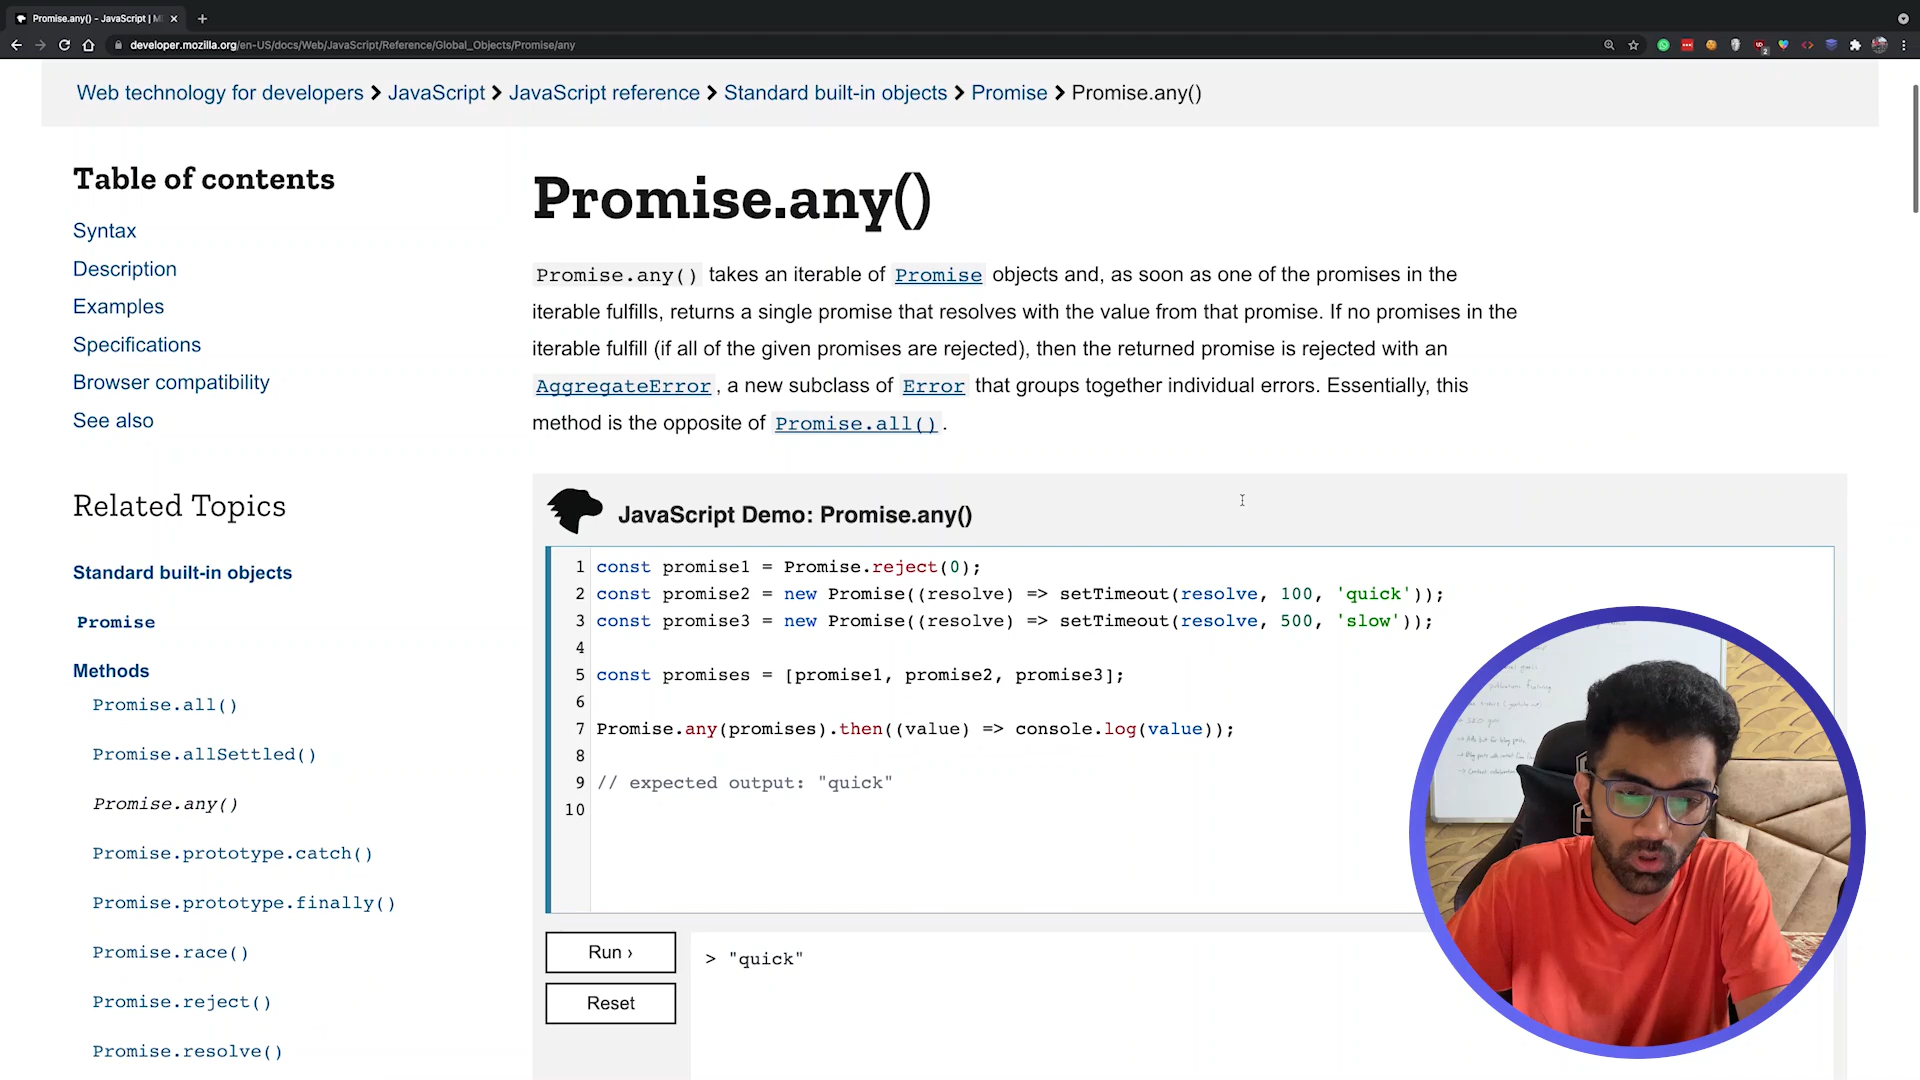 Promise.any() - JavaScript | M
developer.mozilla.org/en-US/docs/Web/JavaScript/Reference/Global_Objects/Promise/any
2
Web technology for developers > JavaScript > JavaScript reference > Standard built-in objects > Promise > Promise.any()
Table of contents
Syntax
Description
Examples
Specifications
Browser compatibility
See also
Related Topics
Standard built-in objects
Promise
Methods
Promise.all()
Promise.allSettled()
Promise.any()
Promise.prototype.catch()
Promise.prototype.finally()
Promise.race()
Promise.reject()
Promise.resolve()
Promise.any()
Promise.any() takes an iterable of Promise objects and, as soon as one of the promises in the
iterable fulfills, returns a single promise that resolves with the value from that promise. If no promises in the
iterable fulfill (if all of the given promises are rejected), then the returned promise is rejected with an
AggregateError, a new subclass of Error that groups together individual errors. Essentially, this
method is the opposite of Promise.all().
JavaScript Demo: Promise.any()
1 const promise1 = Promise.reject(0);
2 const promise2 = new Promise((resolve) => setTimeout(resolve, 100, 'quick'));
3 const promise3 = new Promise((resolve) => setTimeout(resolve, 500, 'slow'));
4
5 const promises = [promise1, promise2, promise3];
6
7 Promise.any(promises).then((value) => console.log(value));
8
9 // expected output: "quick"
10
Run ›
Reset
> "quick"